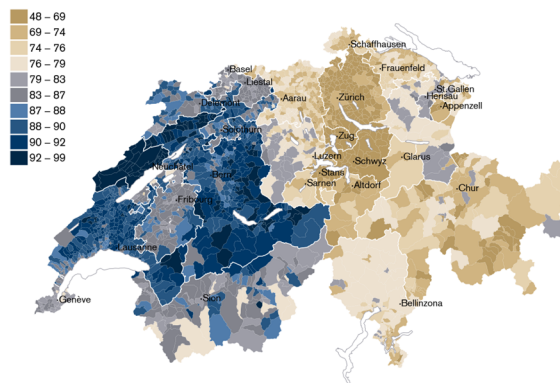 48 – 69
69 – 74
74 – 76
76 – 79
79 – 83
83 – 87
87 – 88
88 – 90
90 – 92
92 – 99
Schaffhausen
Basel
Frauenfeld
Liestal
St.Gallen
Herisau
Delémont
Aarau
Zürich
Appenzell
Solothurn
Zug
Luzern
Schwyz
Glarus
Neuchâtel
Bern
Stans
Sarnen
Altdorf
Chur
Fribourg
Lausanne
Genève
Sion
Bellinzona